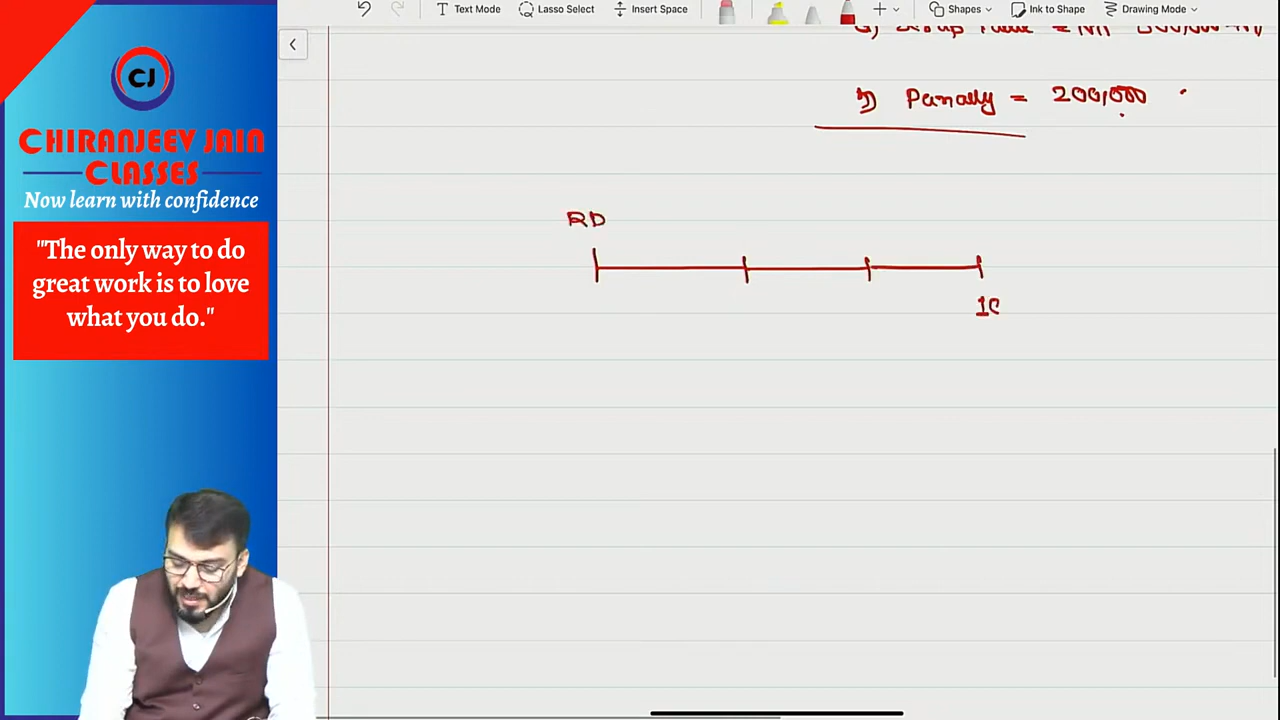 Text Mode
Lasso Select
Insert Space
Shapes
Ink to Shape
Drawing Mode
CJ
CHIRANJEEV JAIN
CLASSES
Now learn with confidence
"The only way to do
great work is to love
what you do."
Penalty = 200,000
RD